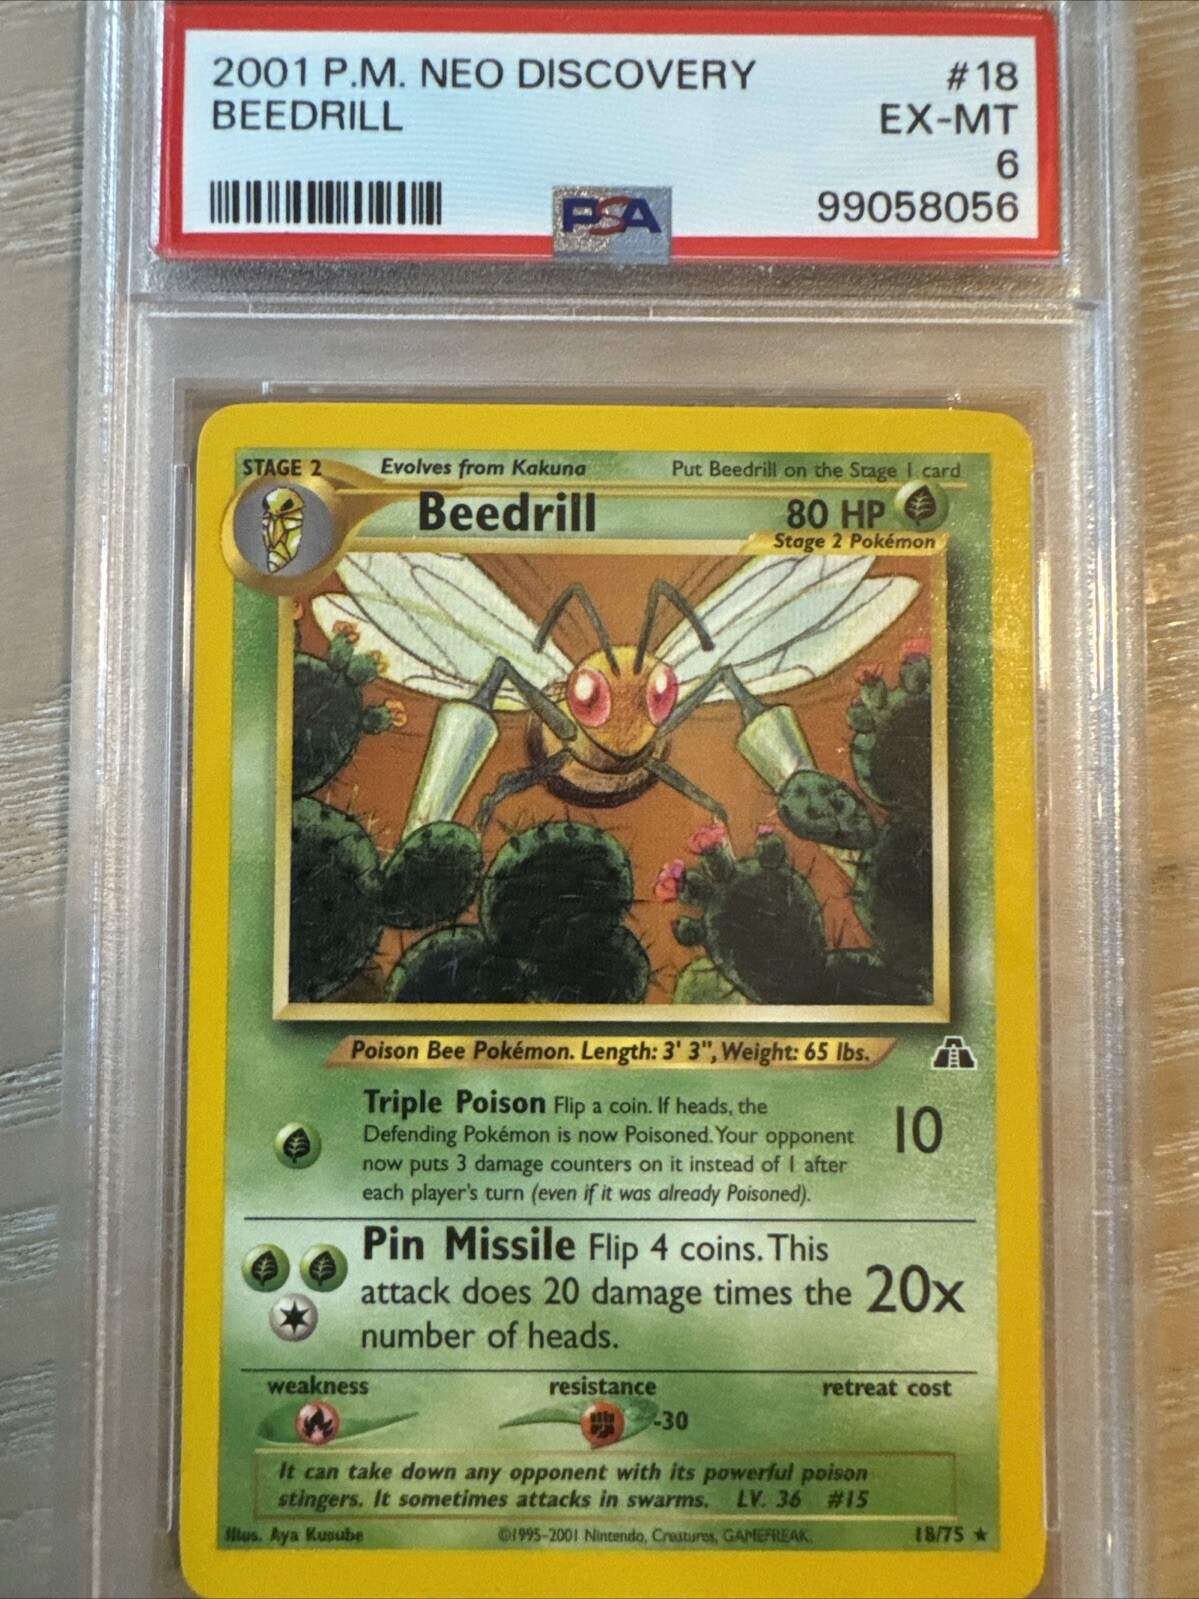 2001 P.M. NEO DISCOVERY #18
BEEDRILL EX-MT
6
99058056
PSA
STAGE 2 Evolves from Kakuna Put Beedrill on the Stage 1 card
Beedrill 80 HP
Stage 2 Pokémon
Poison Bee Pokémon. Length: 3' 3", Weight: 65 lbs.
Triple Poison Flip a coin. If heads, the
Defending Pokémon is now Poisoned. Your opponent 10
now puts 3 damage counters on it instead of 1 after
each player's turn (even if it was already Poisoned).
Pin Missile Flip 4 coins. This
attack does 20 damage times the 20x
number of heads.
weakness resistance retreat cost
-30
It can take down any opponent with its powerful poison
stingers. It sometimes attacks in swarms. LV. 36 #15
Illus. Aya Kusube ©1995-2001 Nintendo, Creatures, GAMEFREAK. 18/75 ★